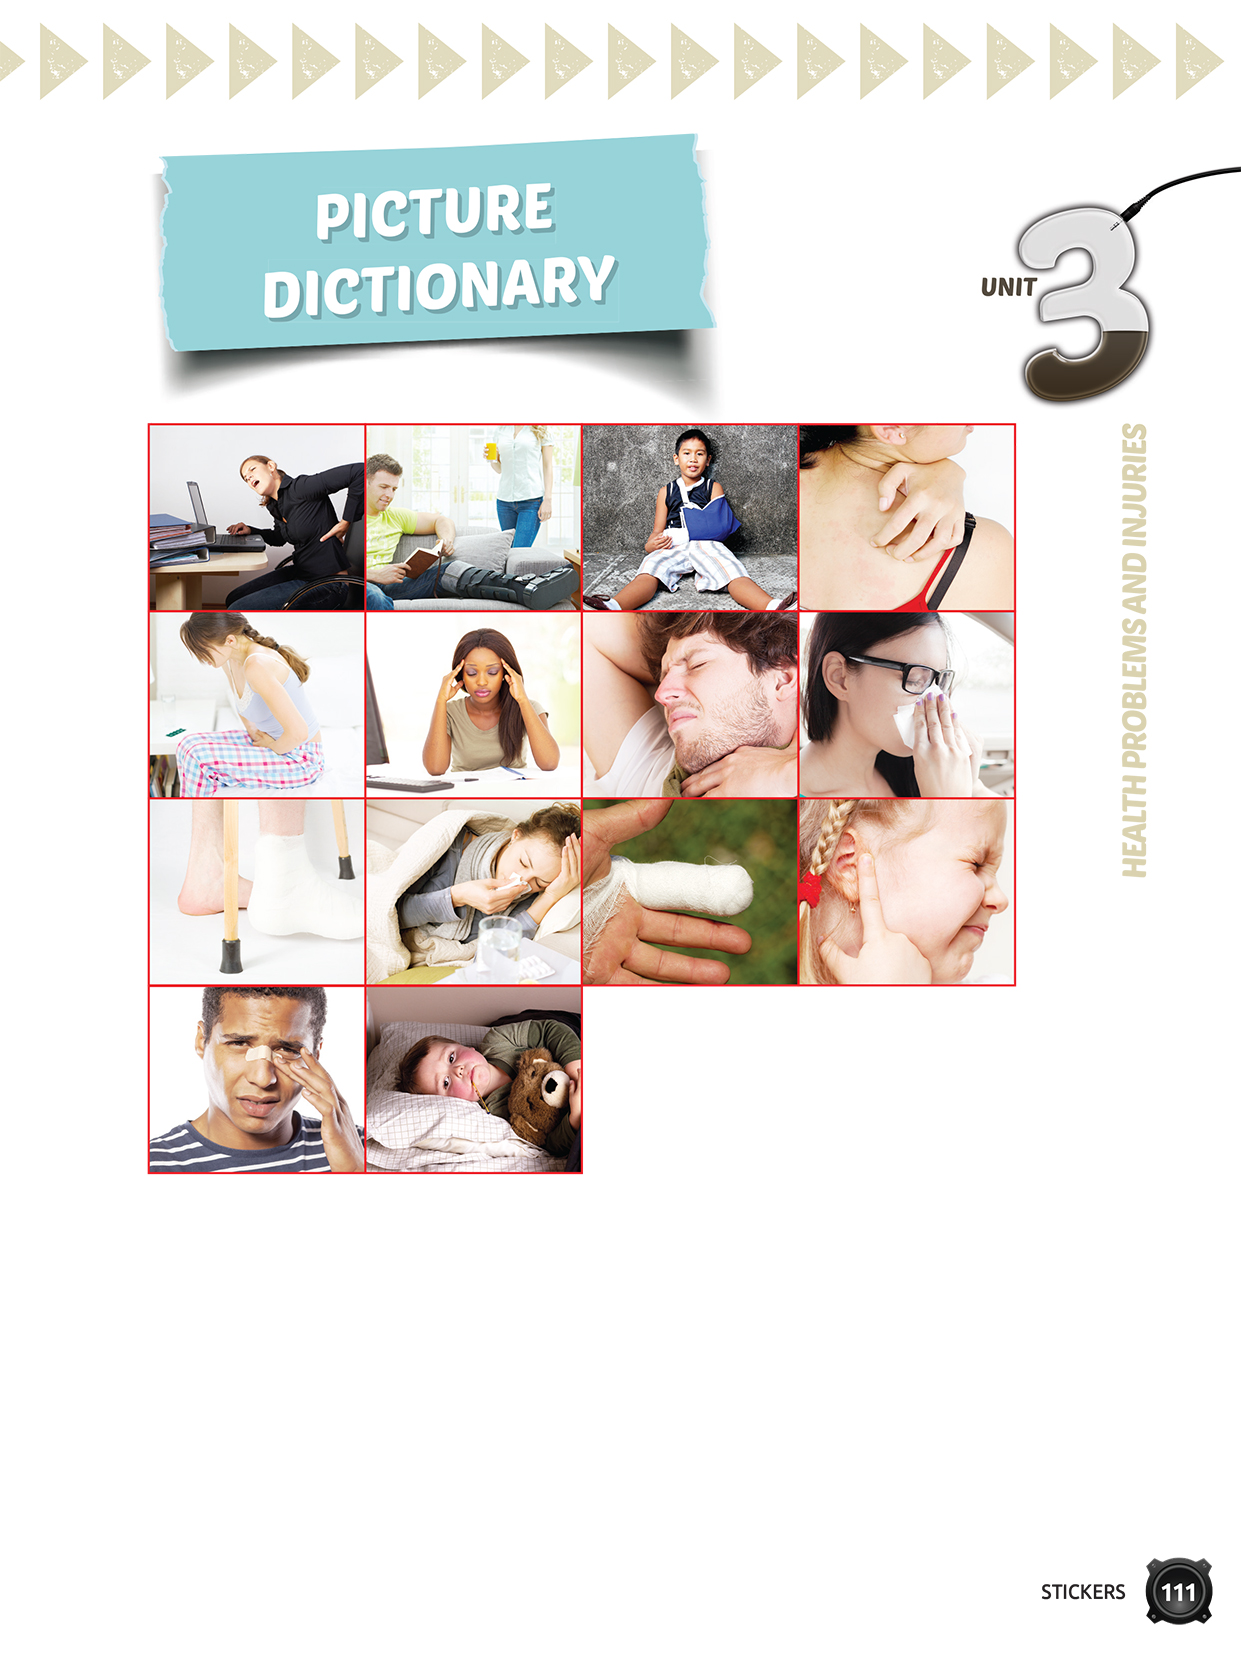 PICTURE
DICTIONARY
UNIT 3
HEALTH PROBLEMS AND INJURIES
STICKERS 111